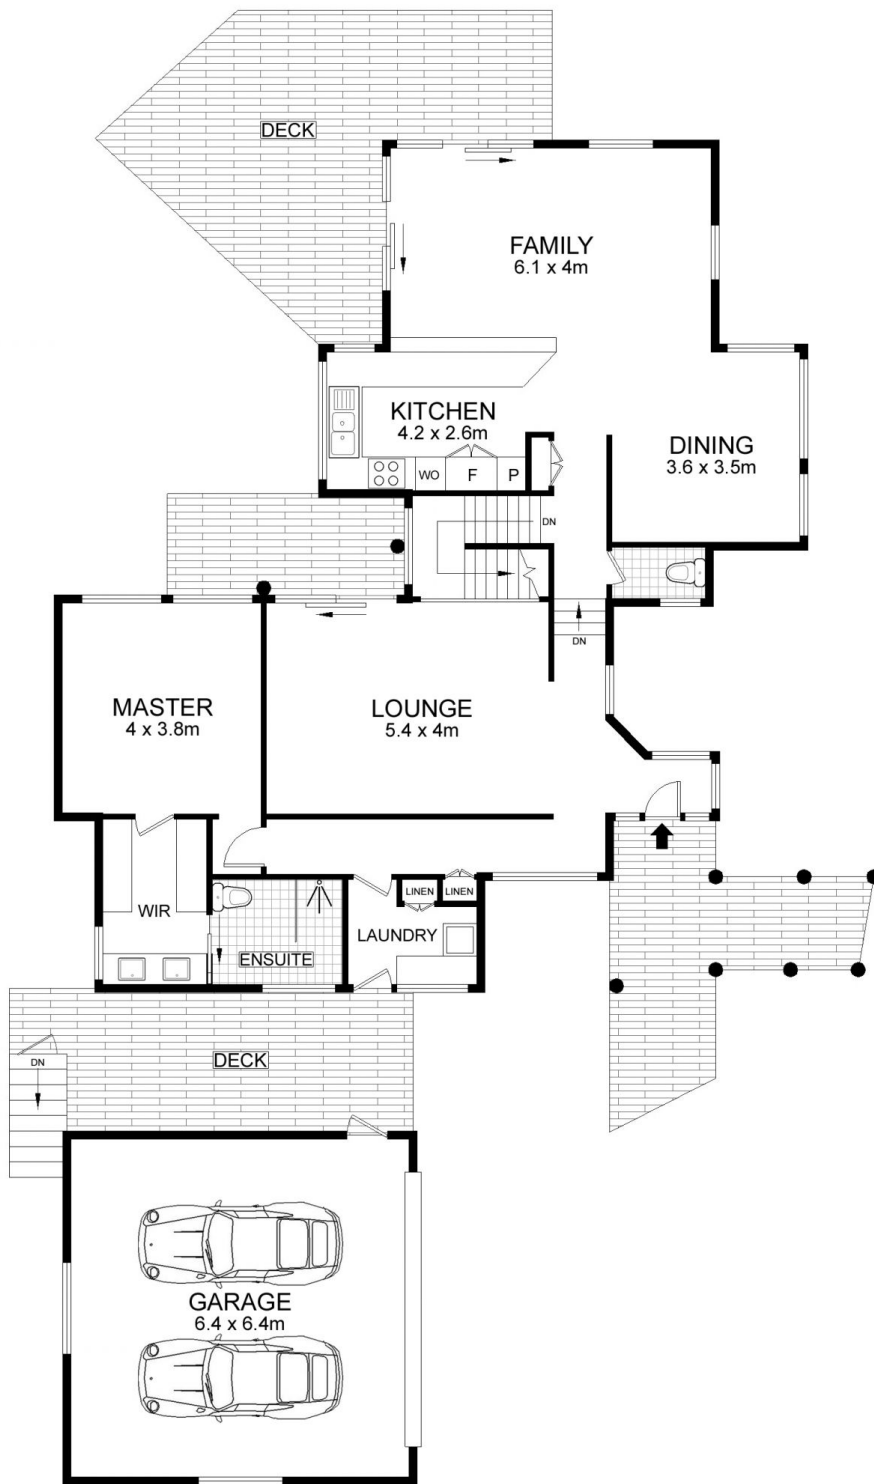 DECK
FAMILY
6.1 x 4m
KITCHEN
4.2 x 2.6m
WO
F
P
DINING
3.6 x 3.5m
DN
DN
MASTER
4 x 3.8m
LOUNGE
5.4 x 4m
WIR
LINEN
LINEN
LAUNDRY
ENSUITE
DECK
DN
GARAGE
6.4 x 6.4m